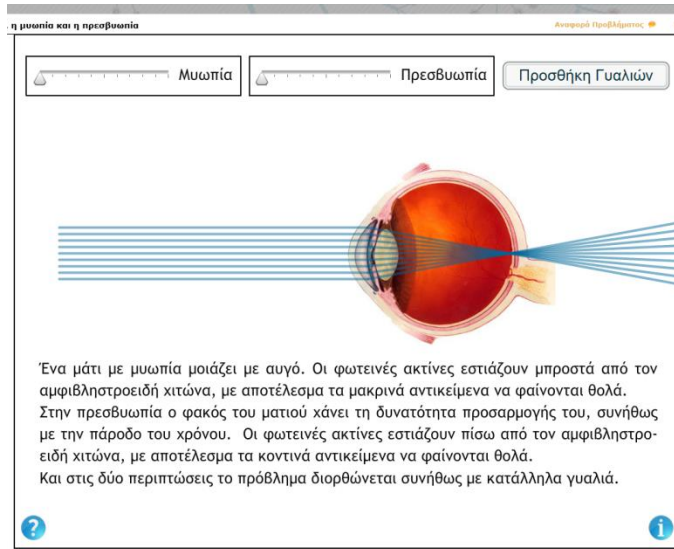 η μυωπία και η πρεσβυωπία
Αναφορά Προβλήματος
Μυωπία
Πρεσβυωπία
Προσθήκη Γυαλιών
Ένα μάτι με μυωπία μοιάζει με αυγό. Οι φωτεινές ακτίνες εστιάζουν μπροστά από τον
αμφιβληστροειδή χιτώνα, με αποτέλεσμα τα μακρινά αντικείμενα να φαίνονται θολά.
Στην πρεσβυωπία ο φακός του ματιού χάνει τη δυνατότητα προσαρμογής του, συνήθως
με την πάροδο του χρόνου. Οι φωτεινές ακτίνες εστιάζουν πίσω από τον αμφιβληστρο-
ειδή χιτώνα, με αποτέλεσμα τα κοντινά αντικείμενα να φαίνονται θολά.
Και στις δύο περιπτώσεις το πρόβλημα διορθώνεται συνήθως με κατάλληλα γυαλιά.
?
i